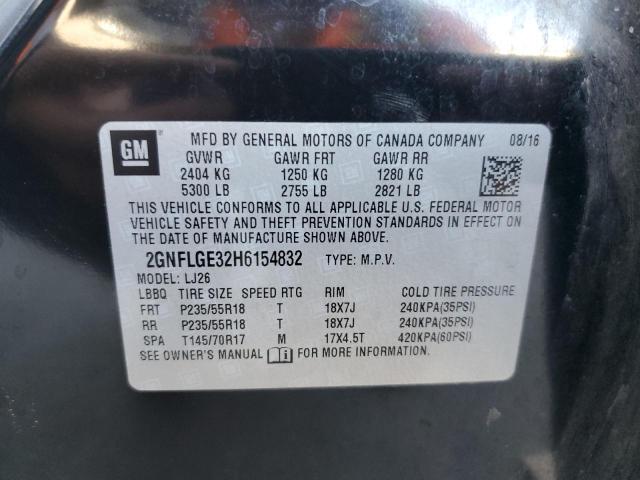 GM
MFD BY GENERAL MOTORS OF CANADA COMPANY 08/16
GVWR GAWR FRT GAWR RR
2404 KG 1250 KG 1280 KG
5300 LB 2755 LB 2821 LB
THIS VEHICLE CONFORMS TO ALL APPLICABLE U.S. FEDERAL MOTOR
VEHICLE SAFETY AND THEFT PREVENTION STANDARDS IN EFFECT ON
THE DATE OF MANUFACTURE SHOWN ABOVE.
2GNFLGE32H6154832 TYPE: M.P.V.
MODEL: LJ26
LBBQ TIRE SIZE SPEED RTG RIM COLD TIRE PRESSURE
FRT P235/55R18 T 18X7J 240KPA(35PSI)
RR P235/55R18 T 18X7J 240KPA(35PSI)
SPA T145/70R17 M 17X4.5T 420KPA(60PSI)
SEE OWNER'S MANUAL i FOR MORE INFORMATION.